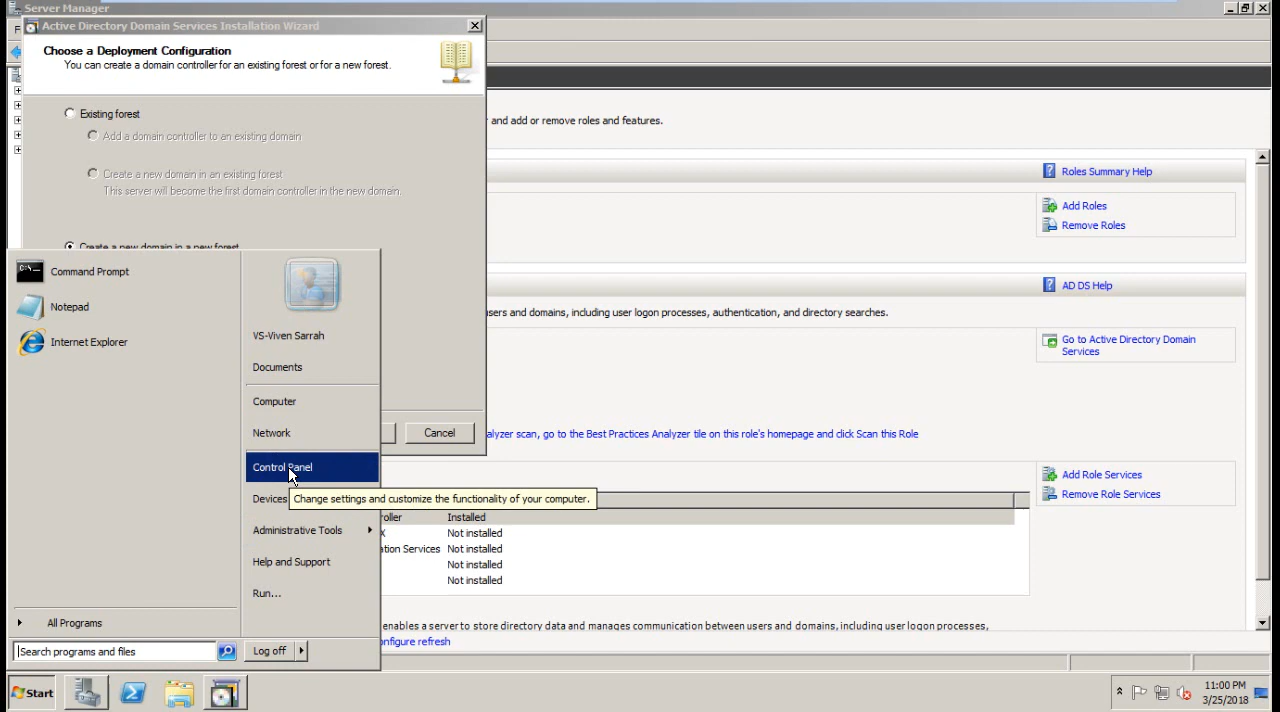 Server Manager
F
Active Directory Domain Services Installation Wizard
Choose a Deployment Configuration
You can create a domain controller for an existing forest or for a new forest.
Existing forest
Add a domain controller to an existing domain
Create a new domain in an existing forest
This server will become the first domain controller in the new domain.
Create a new domain in a new forest
Cancel
and add or remove roles and features.
Roles Summary Help
Add Roles
Remove Roles
AD DS Help
users and domains, including user logon processes, authentication, and directory searches.
Go to Active Directory Domain
Services
alyzer scan, go to the Best Practices Analyzer tile on this role's homepage and click Scan this Role
Add Role Services
Remove Role Services
oller Installed
X Not installed
ation Services Not installed
Not installed
Not installed
enables a server to store directory data and manages communication between users and domains, including user logon processes,
onfigure refresh
Command Prompt
Notepad
Internet Explorer
All Programs
Search programs and files
VS-Viven Sarrah
Documents
Computer
Network
Control Panel
Devices
Change settings and customize the functionality of your computer.
Administrative Tools
Help and Support
Run...
Log off
Start
11:00 PM
3/25/2018